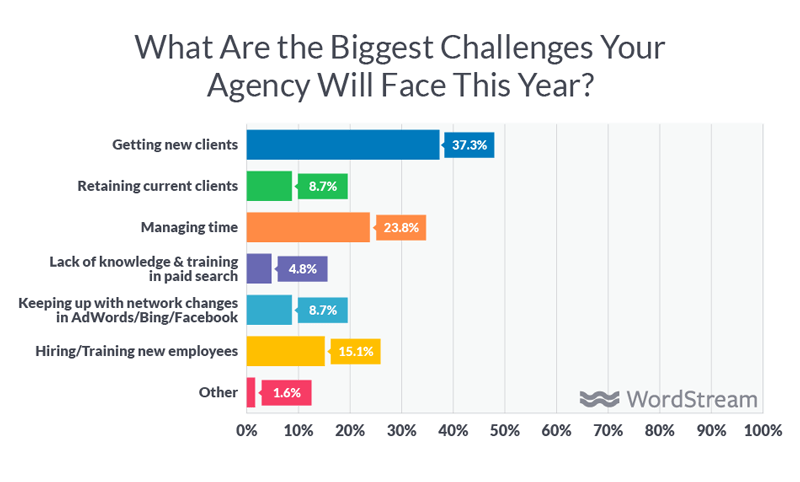 What Are the Biggest Challenges Your
Agency Will Face This Year?
Getting new clients
37.3%
Retaining current clients
8.7%
Managing time
23.8%
Lack of knowledge & training
in paid search
4.8%
Keeping up with network changes
in AdWords/Bing/Facebook
8.7%
Hiring/Training new employees
15.1%
Other
1.6%
WordStream
0% 10% 20% 30% 40% 50% 60% 70% 80% 90% 100%